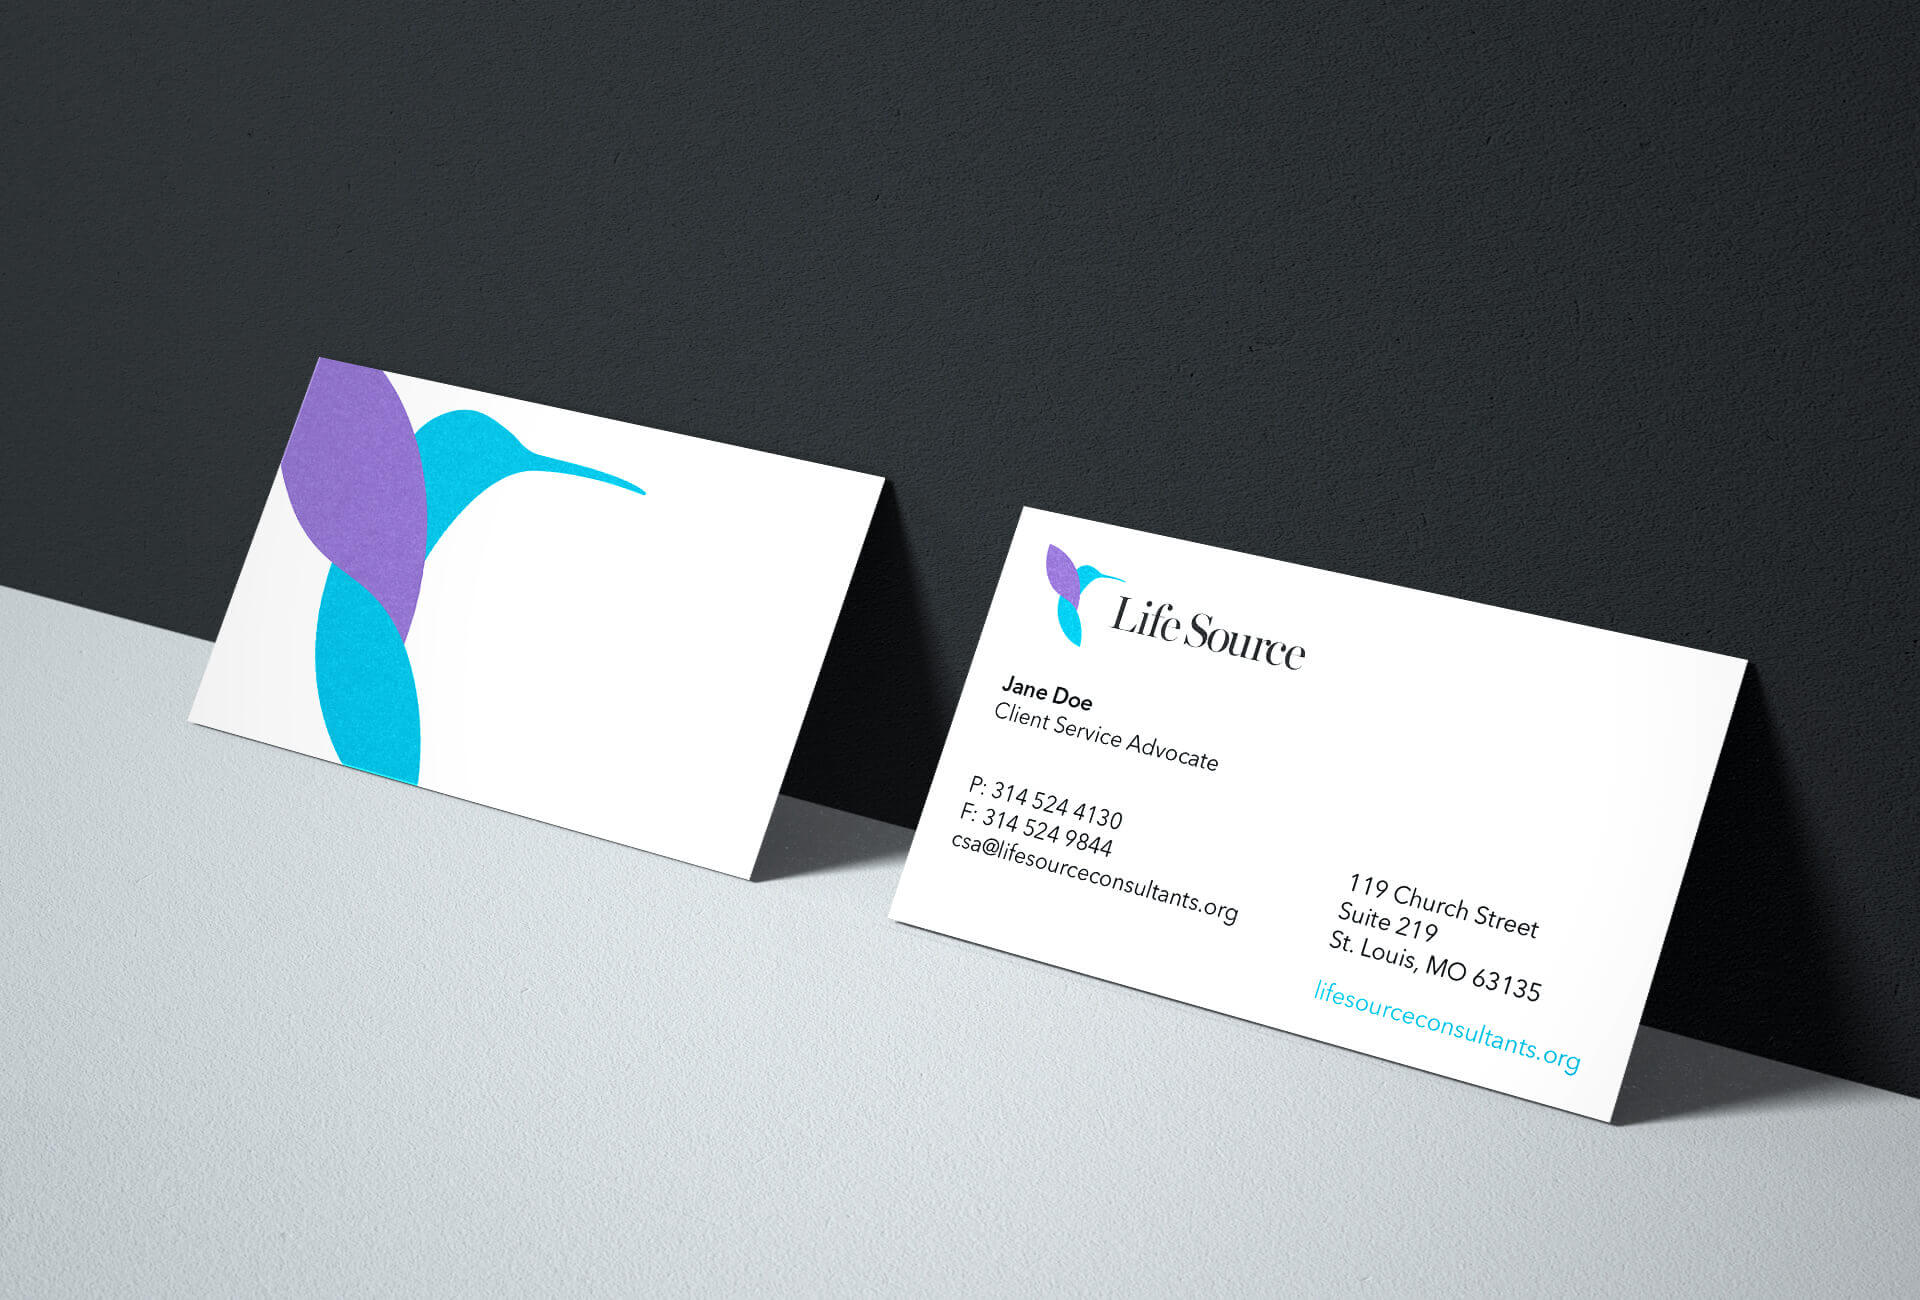 Life Source
Jane Doe
Client Service Advocate
P: 314 524 4130
F: 314 524 9844
csa@lifesourceconsultants.org
119 Church Street
Suite 219
St. Louis, MO 63135
lifesourceconsultants.org